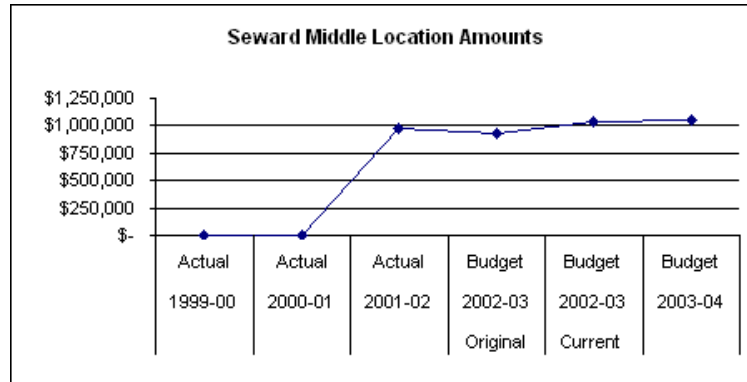 Seward Middle Location Amounts
$1,250,000
$1,000,000
$750,000
$500,000
$250,000
$-
Actual Actual Actual Budget Budget Budget
1999-00 2000-01 2001-02 2002-03 2002-03 2003-04
Original Current